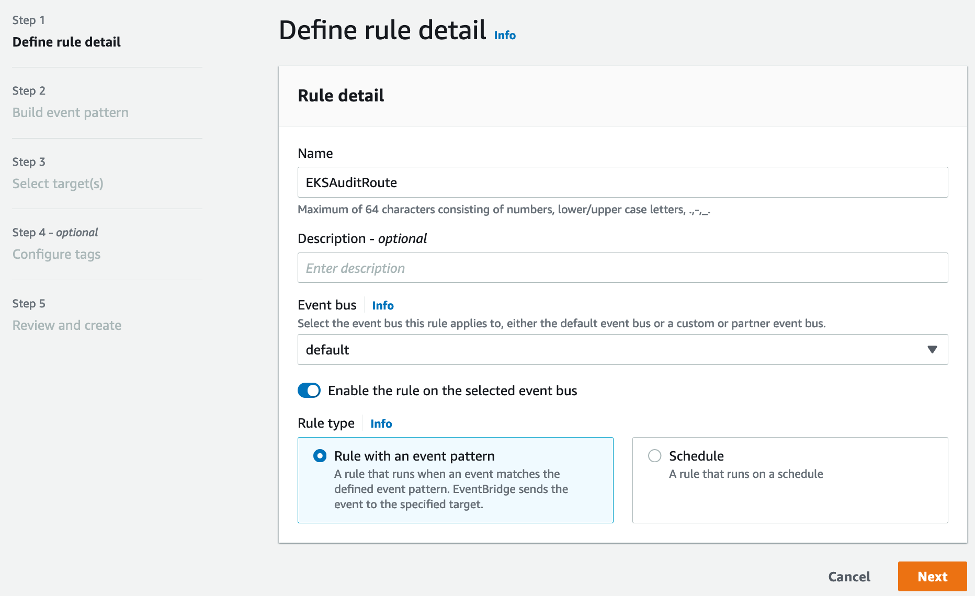 Step 1
Define rule detail
Step 2
Build event pattern
Step 3
Select target(s)
Step 4 - optional
Configure tags
Step 5
Review and create
Define rule detail Info
Rule detail
Name
EKSAuditRoute
Maximum of 64 characters consisting of numbers, lower/upper case letters, .,-,_.
Description - optional
Enter description
Event bus Info
Select the event bus this rule applies to, either the default event bus or a custom or partner event bus.
default
Enable the rule on the selected event bus
Rule type Info
Rule with an event pattern
A rule that runs when an event matches the
defined event pattern. EventBridge sends the
event to the specified target.
Schedule
A rule that runs on a schedule
Cancel
Next